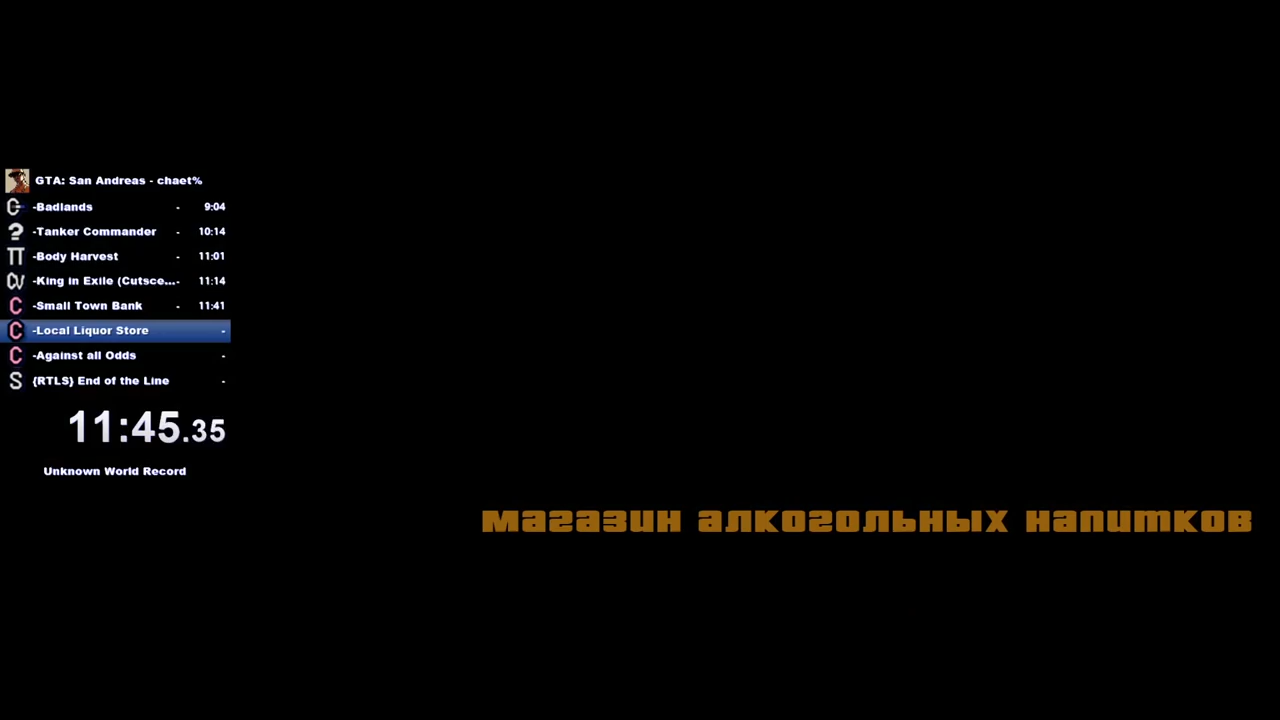 GTA: San Andreas - chaet%
-Badlands - 9:04
-Tanker Commander - 10:14
-Body Harvest - 11:01
-King in Exile (Cutsce...- 11:14
-Small Town Bank - 11:41
-Local Liquor Store -
-Against all Odds -
{RTLS} End of the Line -
11:45.35
Unknown World Record
магазин алкогольных напитков